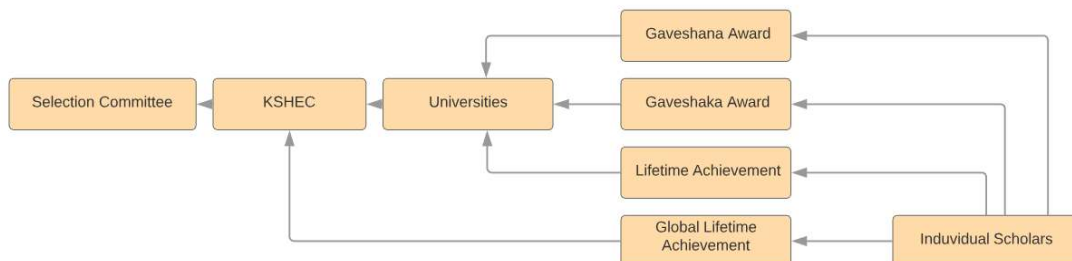 Gaveshana Award
Selection Committee
KSHEC
Universities
Gaveshaka Award
Lifetime Achievement
Global Lifetime
Achievement
Induvidual Scholars